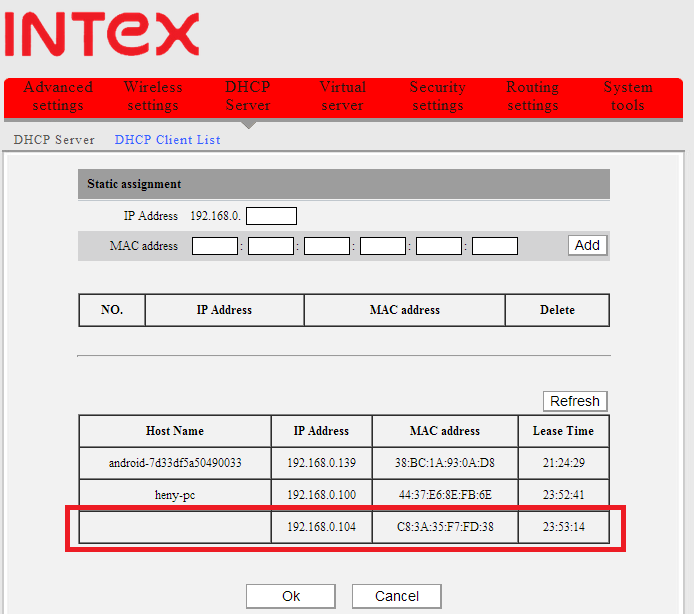 INTEX
Advanced settings Wireless settings DHCP Server Virtual server Security settings Routing settings System tools
DHCP Server DHCP Client List
Static assignment
IP Address 192.168.0.
MAC address : : : : : Add
NO. IP Address MAC address Delete
Refresh
Host Name IP Address MAC address Lease Time
android-7d33df5a50490033 192.168.0.139 38:BC:1A:93:0A:D8 21:24:29
heny-pc 192.168.0.100 44:37:E6:8E:FB:6E 23:52:41
192.168.0.104 C8:3A:35:F7:FD:38 23:53:14
Ok Cancel